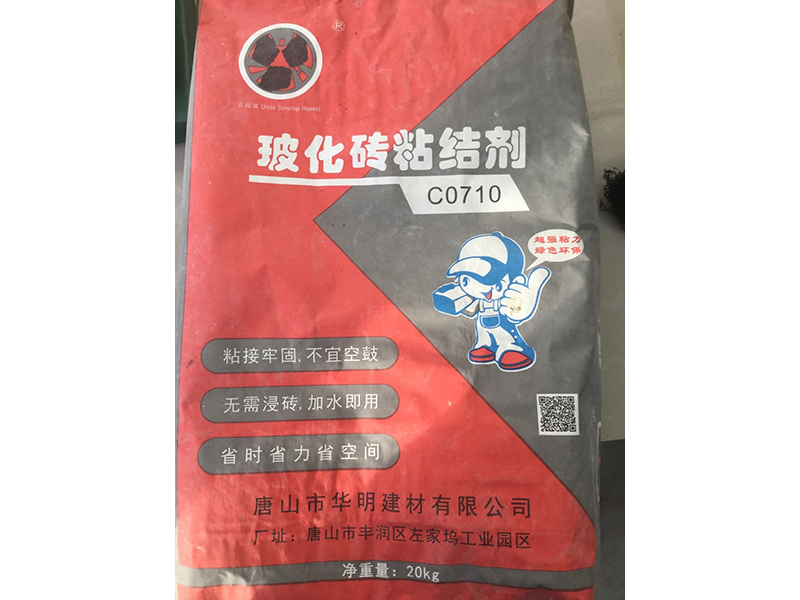 ®
Unite Develop Honest
玻化砖粘结剂
C0710
超强粘力
绿色环保
粘接牢固,不宜空鼓
无需浸砖,加水即用
省时省力省空间
唐山市华明建材有限公司
厂址：唐山市丰润区左家坞工业园区
净重量：20kg